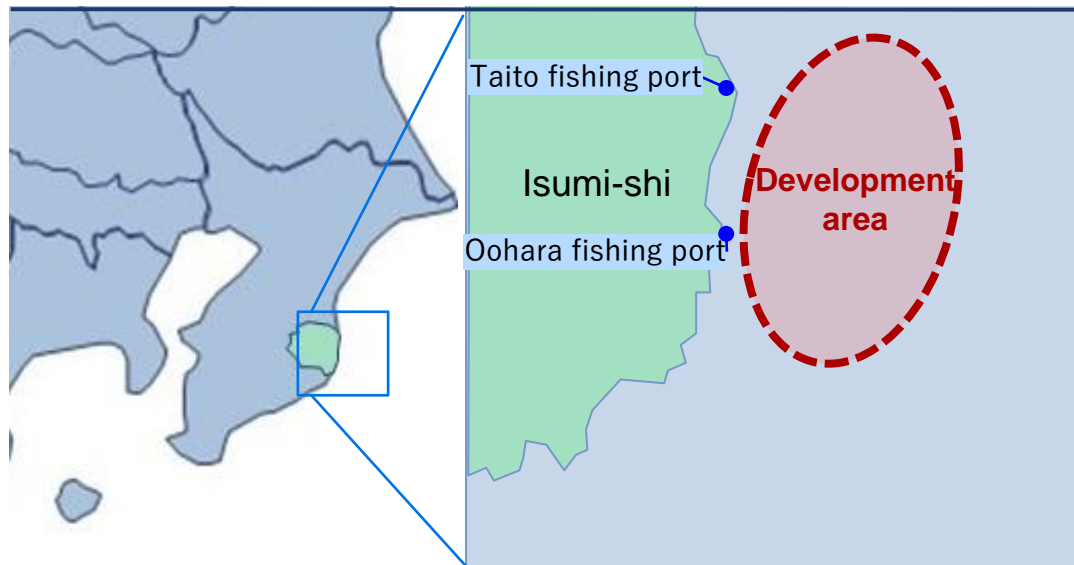 Taito fishing port
Isumi-shi
Development
area
Oohara fishing port